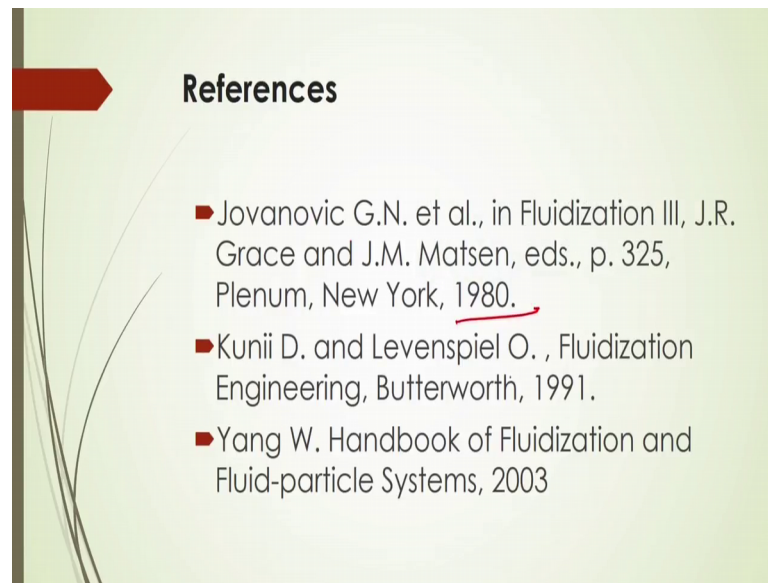 References
Jovanovic G.N. et al., in Fluidization III, J.R.
Grace and J.M. Matsen, eds., p. 325,
Plenum, New York, 1980.
Kunii D. and Levenspiel O. , Fluidization
Engineering, Butterworth, 1991.
Yang W. Handbook of Fluidization and
Fluid-particle Systems, 2003